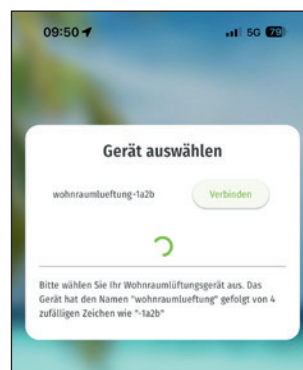 09:50 5G 79
Gerät auswählen
wohnraumlueftung-1a2b Verbinden
Bitte wählen Sie Ihr Wohnraumlüftungsgerät aus. Das
Gerät hat den Namen "wohnraumlueftung" gefolgt von 4
zufälligen Zeichen wie "-1a2b"